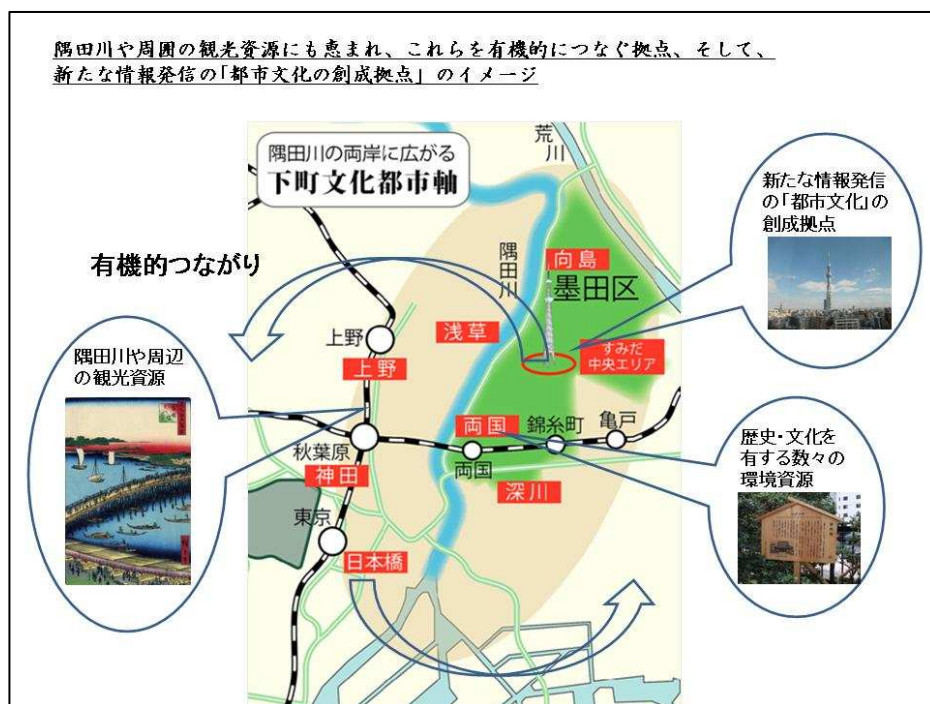 隅田川や周囲の観光資源にも恵まれ、これらを有機的につなぐ拠点、そして、
新たな情報発信の「都市文化の創成拠点」のイメージ
隅田川の両岸に広がる
下町文化都市軸
荒川
新たな情報発信
の「都市文化」の
創成拠点
有機的つながり
隅田川
向島
墨田区
浅草
すみだ
中央エリア
上野
上野
隅田川や周辺
の観光資源
秋葉原
神田
両国
両国
錦糸町
亀戸
深川
歴史・文化を
有する数々の
環境資源
東京
日本橋